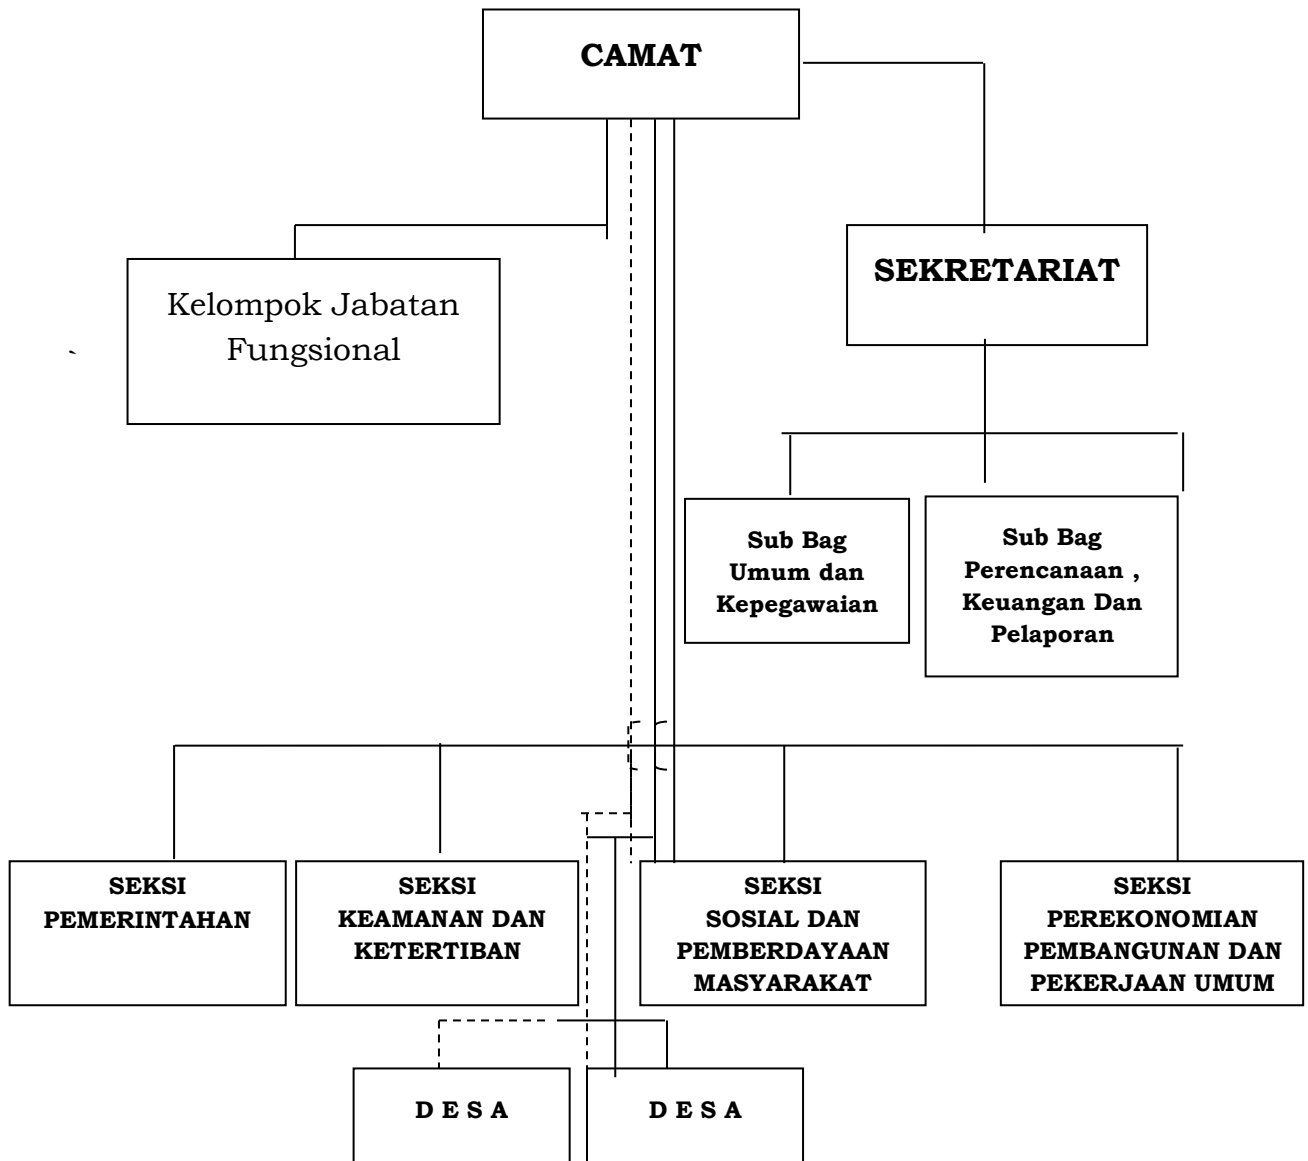 CAMAT
SEKRETARIAT
Kelompok Jabatan
Fungsional
`
Sub Bag
Umum dan
Kepegawaian
Sub Bag
Perencanaan ,
Keuangan Dan
Pelaporan
SEKSI
PEMERINTAHAN
SEKSI
KEAMANAN DAN
KETERTIBAN
SEKSI
SOSIAL DAN
PEMBERDAYAAN
MASYARAKAT
SEKSI
PEREKONOMIAN
PEMBANGUNAN DAN
PEKERJAAN UMUM
D E S A
D E S A